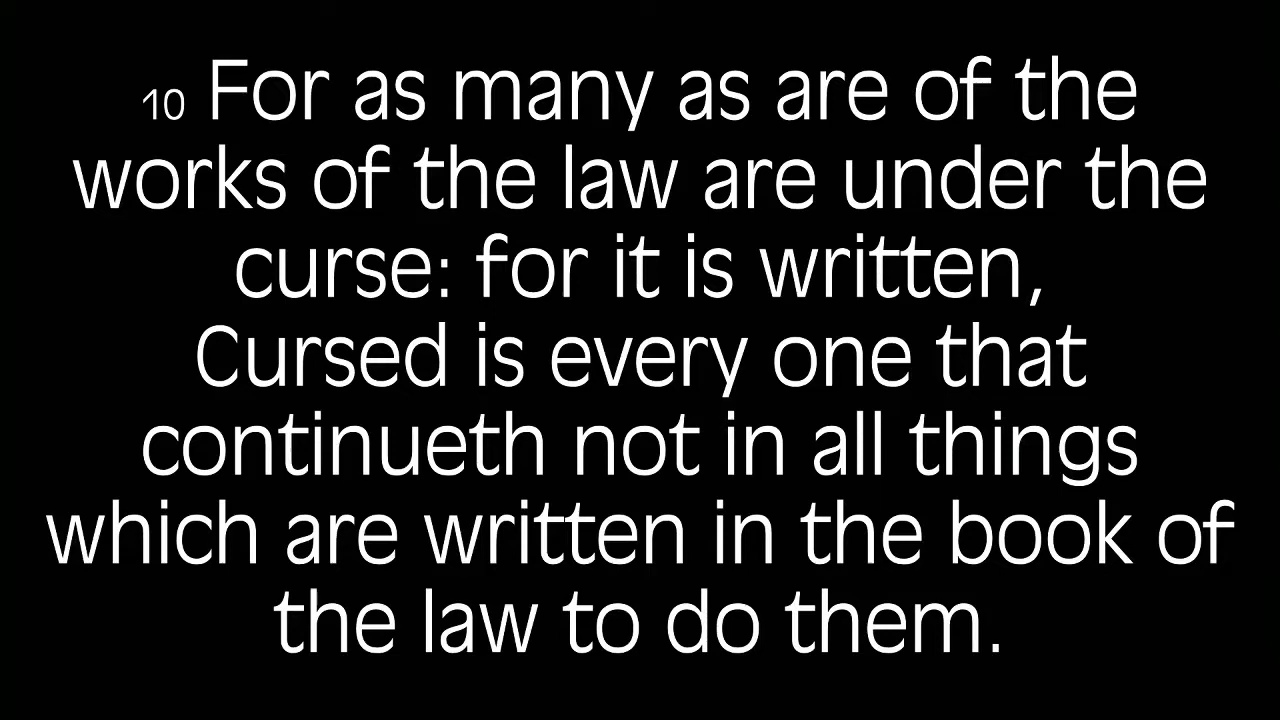 10 For as many as are of the
works of the law are under the
curse: for it is written,
Cursed is every one that
continueth not in all things
which are written in the book of
the law to do them.